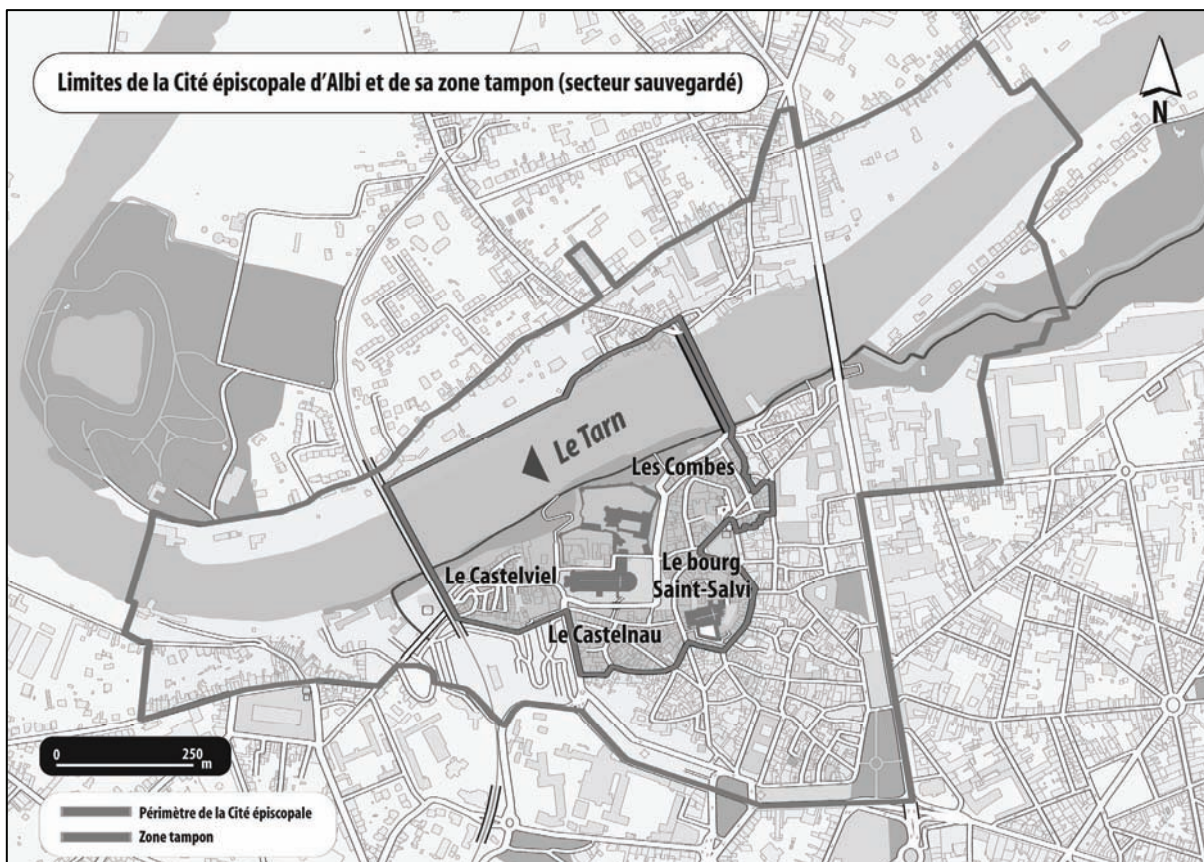 Limites de la Cité épiscopale d'Albi et de sa zone tampon (secteur sauvegardé)
N
Le Tarn
Les Combes
Le Castelviel
Le bourg
Saint-Salvi
Le Castelnau
0 250
m
Périmètre de la Cité épiscopale
Zone tampon